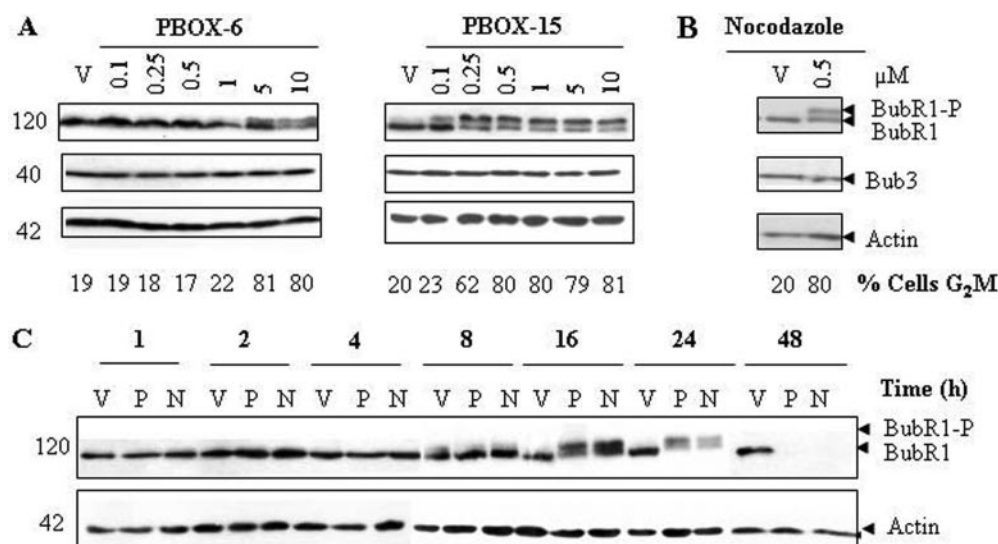 A PBOX-6 PBOX-15 B Nocodazole
V 0.1 0.25 0.5 1 5 10 V 0.1 0.25 0.5 1 5 10 V 0.5 µM
120 BubR1-P
BubR1
40 Bub3
42 Actin
19 19 18 17 22 81 80 20 23 62 80 80 79 81 20 80 % Cells G₂M
C 1 2 4 8 16 24 48
Time (h)
V P N V P N V P N V P N V P N V P N V P N
BubR1-P
120 BubR1
42 Actin